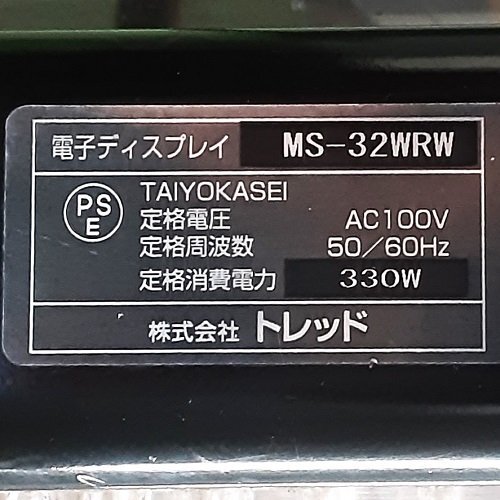 電子ディスプレイ MS-32WRW
PSE TAIYOKASEI
定格電圧 AC100V
定格周波数 50/60Hz
定格消費電力 330W
株式会社 トレッド